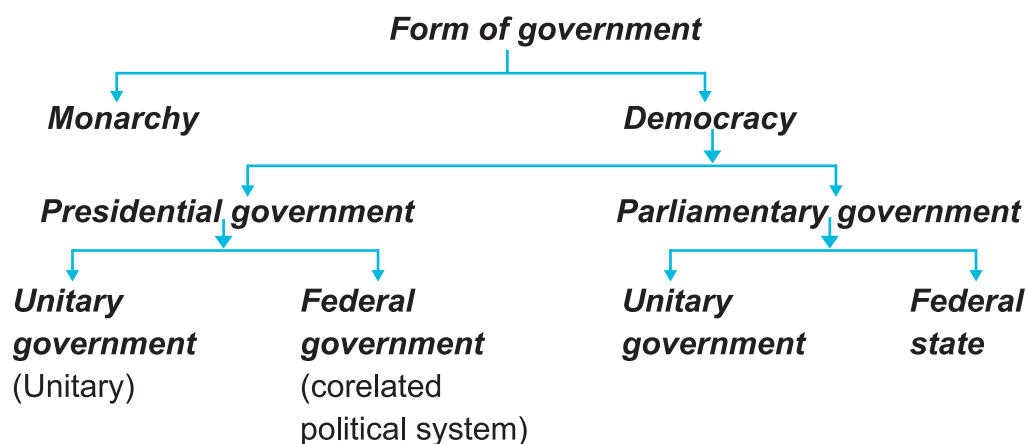 Form of government
Monarchy
Democracy
Presidential government
Parliamentary government
Unitary
government
(Unitary)
Federal
government
(corelated
political system)
Unitary
government
Federal
state